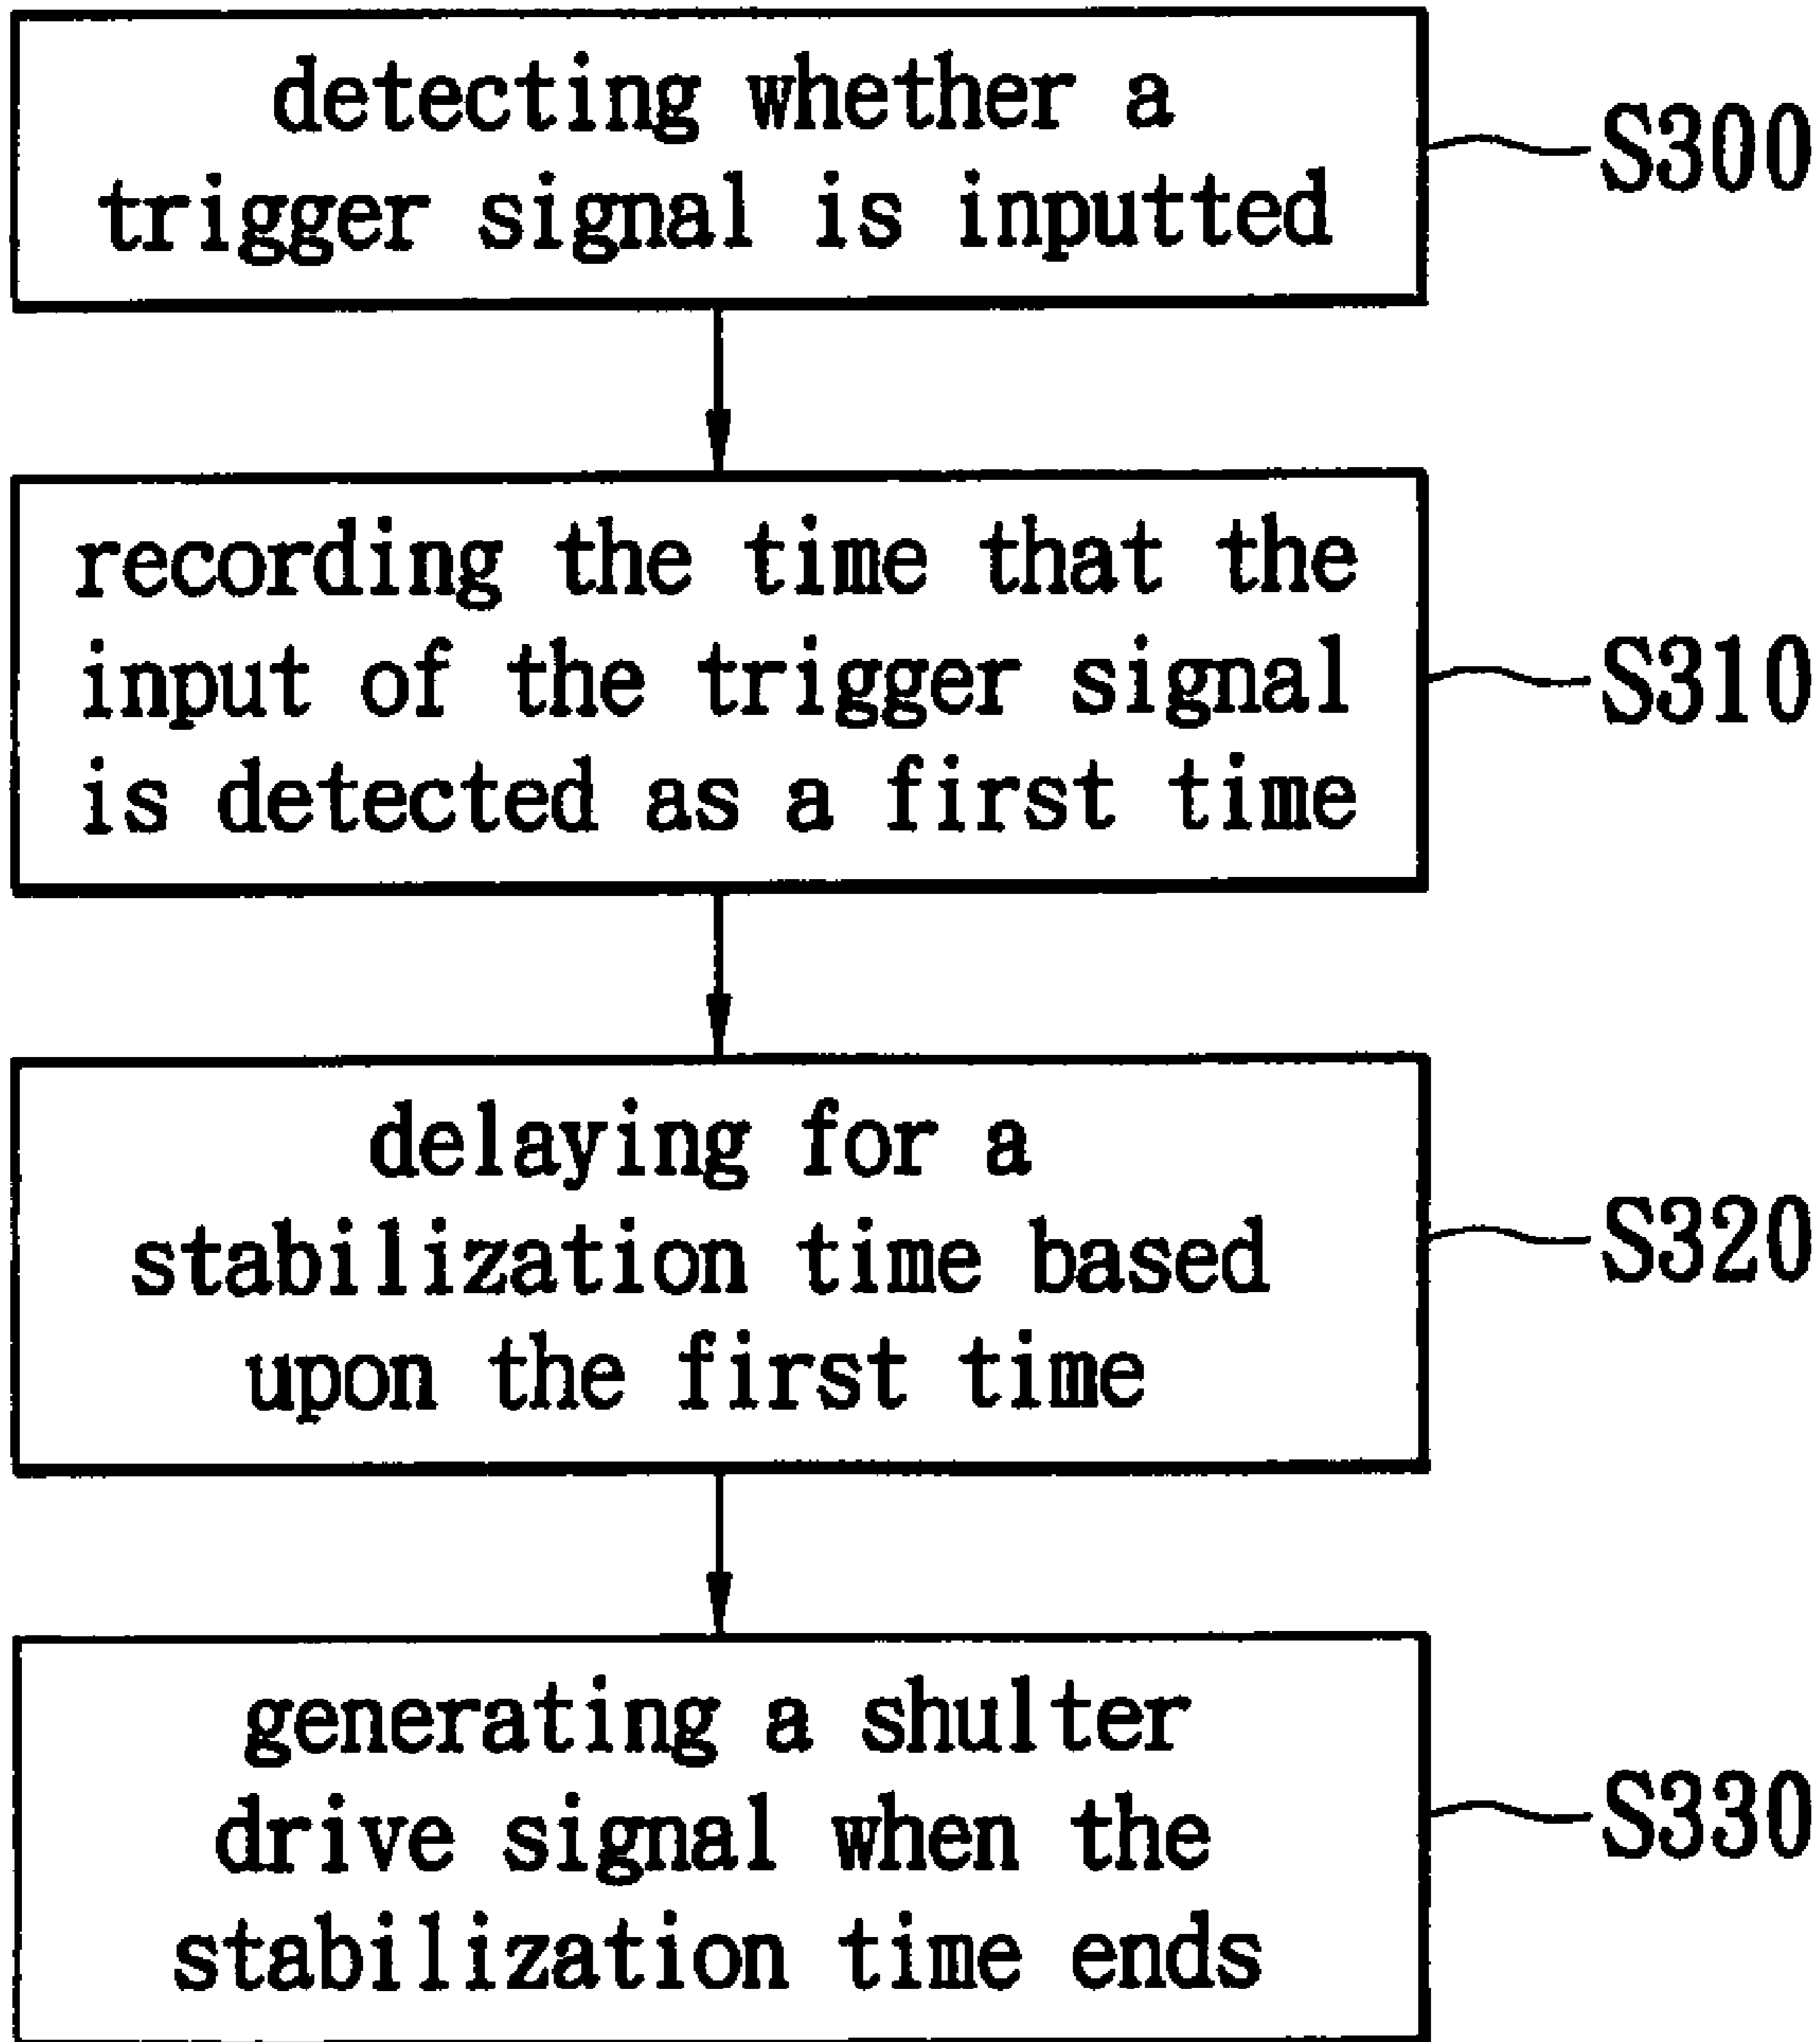 detecting whether a
trigger signal is inputted
S300
recording the time that the
input of the trigger signal
is detected as a first time
S310
delaying for a
stabilization time based
upon the first time
S320
generating a shulter
drive signal when the
stabilization time ends
S330